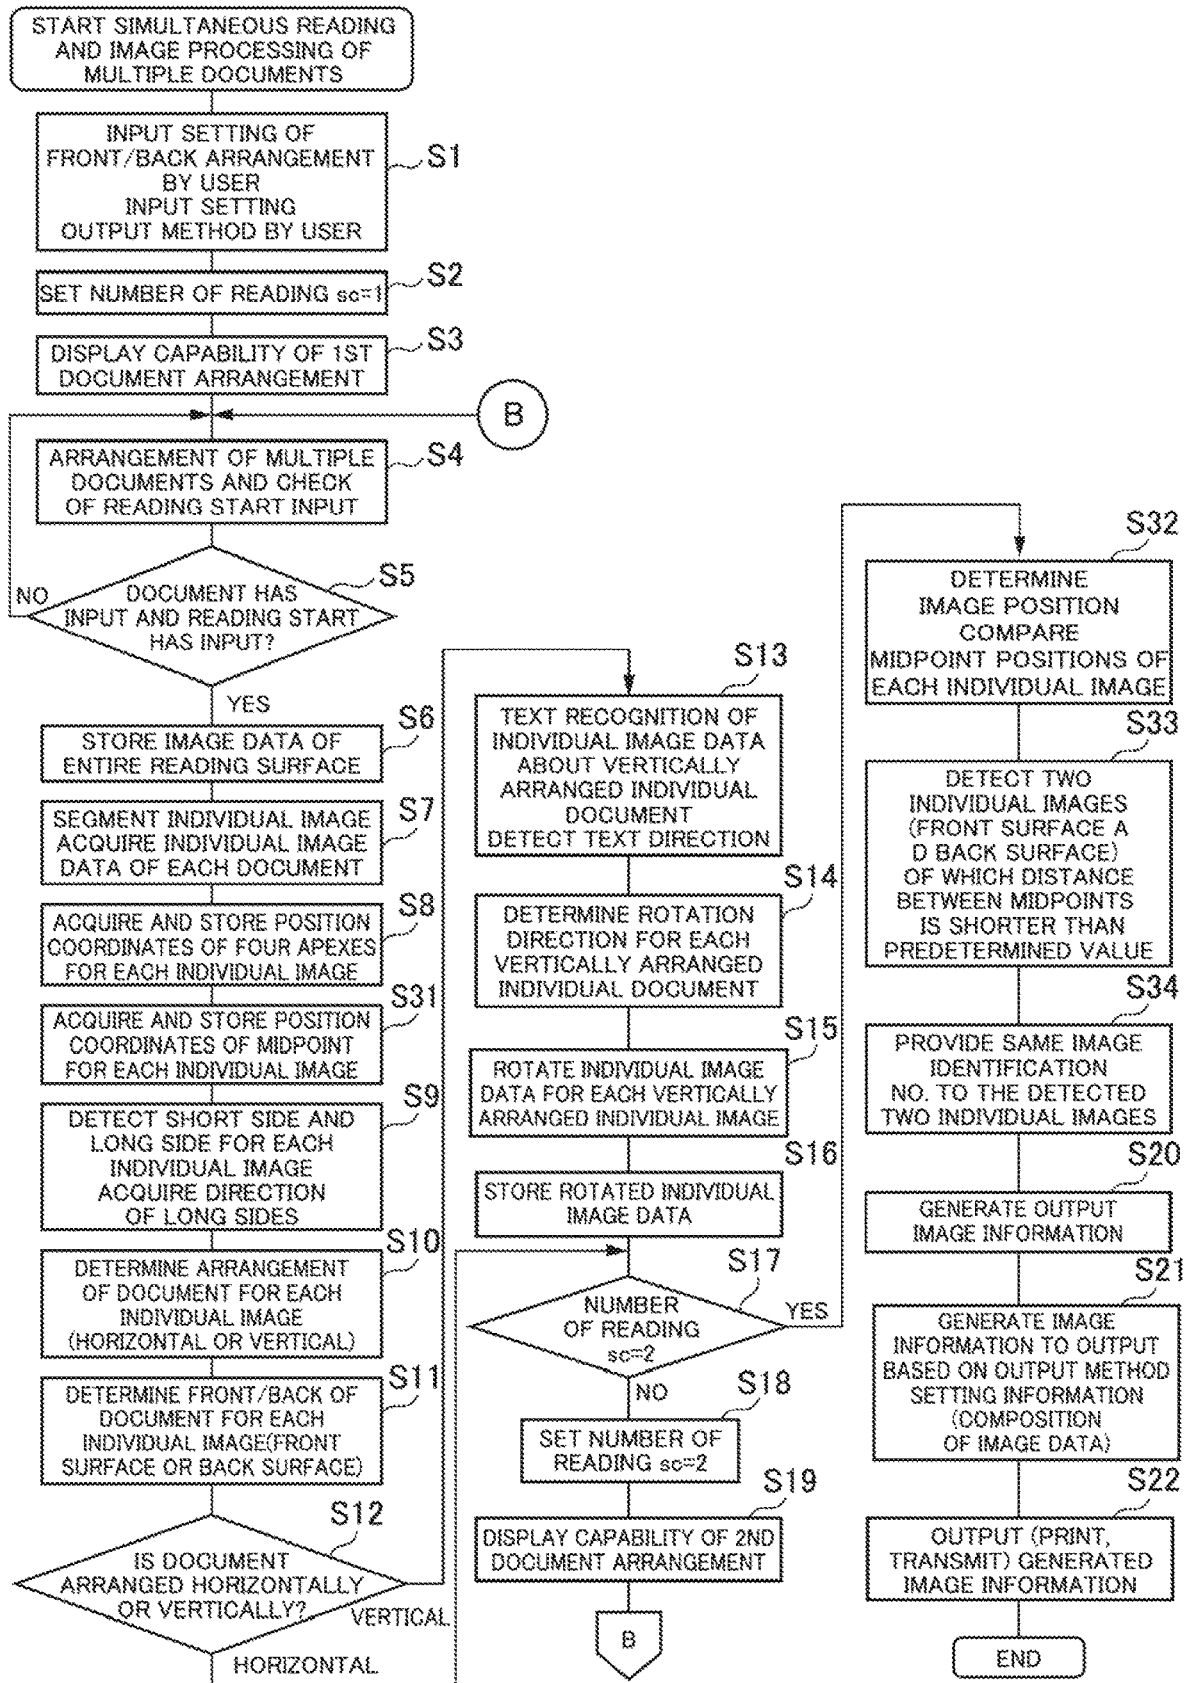 START SIMULTANEOUS READING
AND IMAGE PROCESSING OF
MULTIPLE DOCUMENTS
INPUT SETTING OF
FRONT/BACK ARRANGEMENT
BY USER
INPUT SETTING
OUTPUT METHOD BY USER
S1
SET NUMBER OF READING sc=1
S2
DISPLAY CAPABILITY OF 1ST
DOCUMENT ARRANGEMENT
S3
B
ARRANGEMENT OF MULTIPLE
DOCUMENTS AND CHECK
OF READING START INPUT
S4
DOCUMENT HAS
INPUT AND READING START
HAS INPUT?
S5
NO
YES
STORE IMAGE DATA OF
ENTIRE READING SURFACE
S6
SEGMENT INDIVIDUAL IMAGE
ACQUIRE INDIVIDUAL IMAGE
DATA OF EACH DOCUMENT
S7
ACQUIRE AND STORE POSITION
COORDINATES OF FOUR APEXES
FOR EACH INDIVIDUAL IMAGE
S8
ACQUIRE AND STORE POSITION
COORDINATES OF MIDPOINT
FOR EACH INDIVIDUAL IMAGE
S31
DETECT SHORT SIDE AND
LONG SIDE FOR EACH
INDIVIDUAL IMAGE
ACQUIRE DIRECTION
OF LONG SIDES
S9
DETERMINE ARRANGEMENT
OF DOCUMENT FOR EACH
INDIVIDUAL IMAGE
(HORIZONTAL OR VERTICAL)
S10
DETERMINE FRONT/BACK OF
DOCUMENT FOR EACH
INDIVIDUAL IMAGE(FRONT
SURFACE OR BACK SURFACE)
S11
IS DOCUMENT
ARRANGED HORIZONTALLY
OR VERTICALLY?
S12
VERTICAL
HORIZONTAL
TEXT RECOGNITION OF
INDIVIDUAL IMAGE DATA
ABOUT VERTICALLY
ARRANGED INDIVIDUAL
DOCUMENT
DETECT TEXT DIRECTION
S13
DETERMINE ROTATION
DIRECTION FOR EACH
VERTICALLY ARRANGED
INDIVIDUAL DOCUMENT
S14
ROTATE INDIVIDUAL IMAGE
DATA FOR EACH VERTICALLY
ARRANGED INDIVIDUAL IMAGE
S15
STORE ROTATED INDIVIDUAL
IMAGE DATA
S16
NUMBER
OF READING
sc=2
S17
YES
NO
SET NUMBER OF
READING sc=2
S18
DISPLAY CAPABILITY OF 2ND
DOCUMENT ARRANGEMENT
S19
B
DETERMINE
IMAGE POSITION
COMPARE
MIDPOINT POSITIONS OF
EACH INDIVIDUAL IMAGE
S32
DETECT TWO
INDIVIDUAL IMAGES
(FRONT SURFACE A
D BACK SURFACE)
OF WHICH DISTANCE
BETWEEN MIDPOINTS
IS SHORTER THAN
PREDETERMINED VALUE
S33
PROVIDE SAME IMAGE
IDENTIFICATION
NO. TO THE DETECTED
TWO INDIVIDUAL IMAGES
S34
GENERATE OUTPUT
IMAGE INFORMATION
S20
GENERATE IMAGE
INFORMATION TO OUTPUT
BASED ON OUTPUT METHOD
SETTING INFORMATION
(COMPOSITION
OF IMAGE DATA)
S21
OUTPUT (PRINT,
TRANSMIT) GENERATED
IMAGE INFORMATION
S22
END